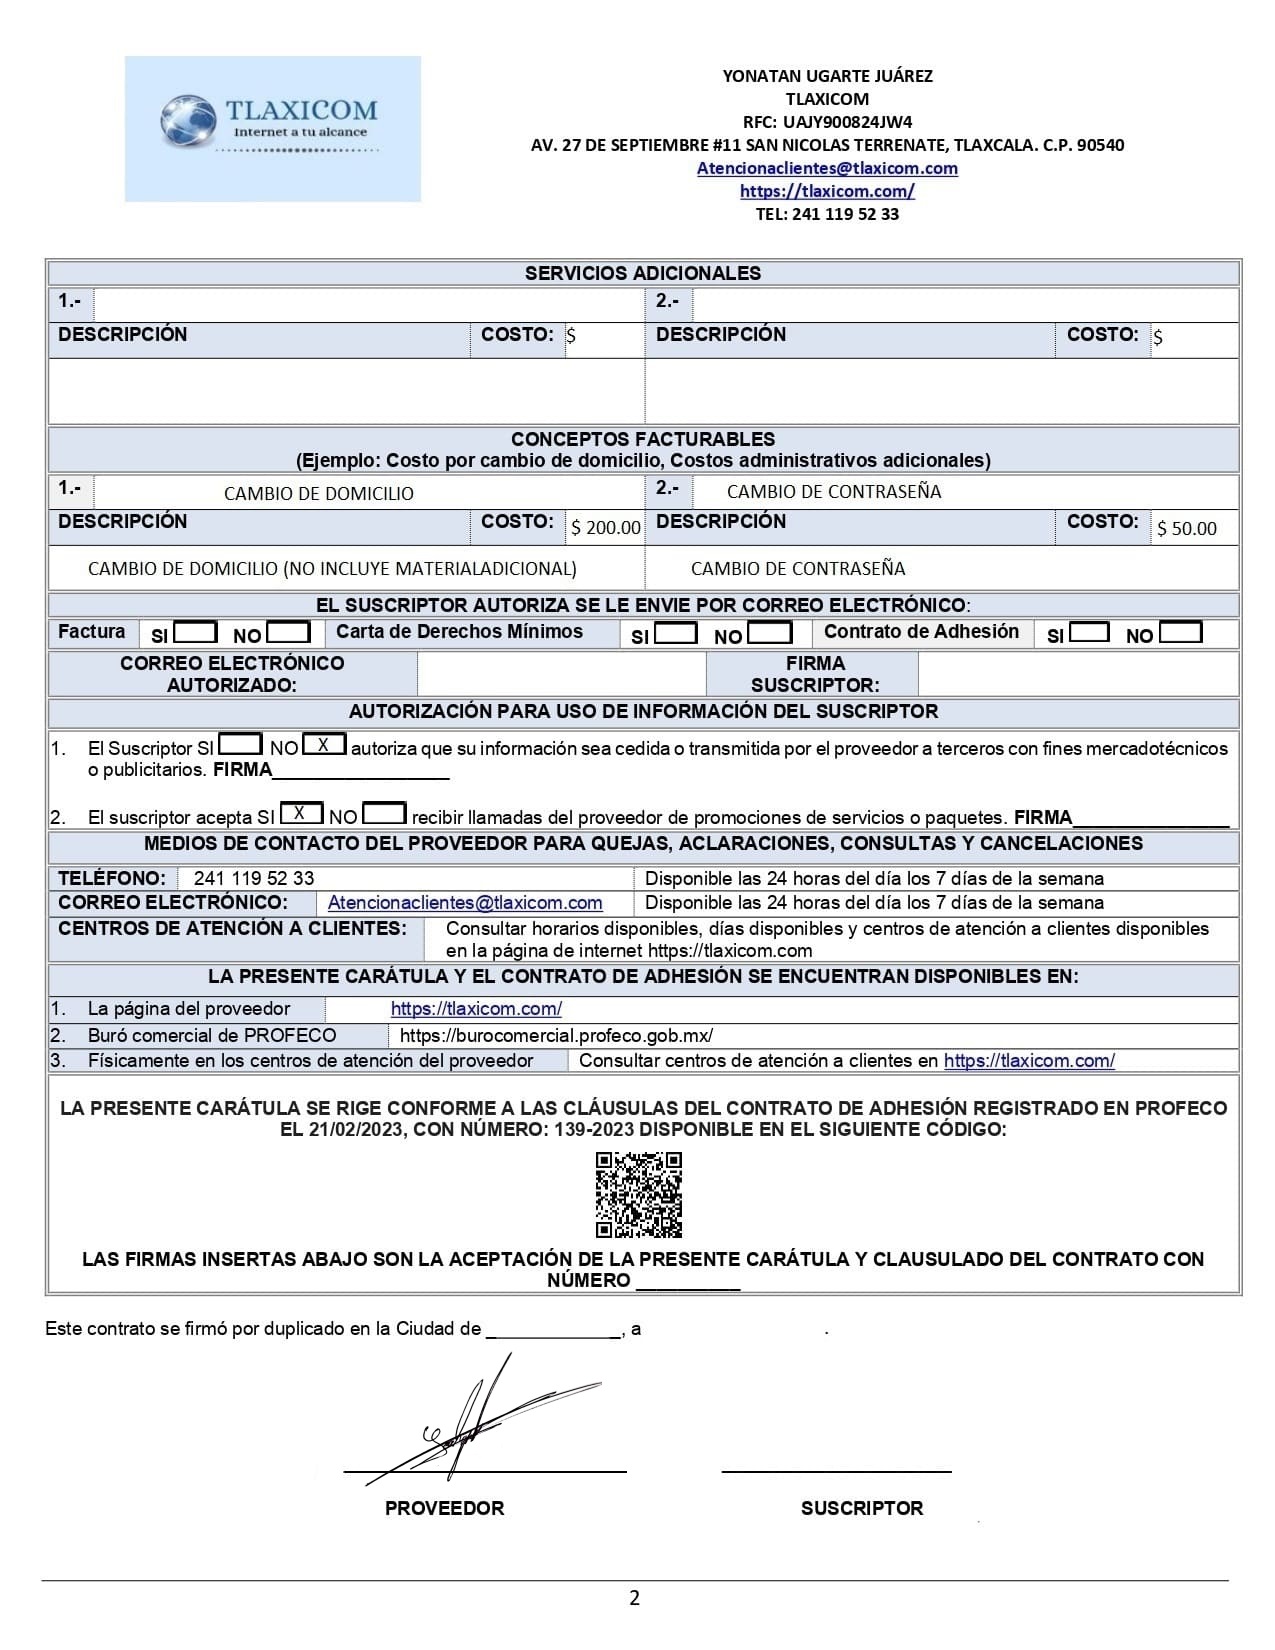 TLAXICOM
Internet a tu alcance
YONATAN UGARTE JUÁREZ
TLAXICOM
RFC: UAJY900824JW4
AV. 27 DE SEPTIEMBRE #11 SAN NICOLAS TERRENATE, TLAXCALA. C.P. 90540
Atencionaclientes@tlaxicom.com
https://tlaxicom.com/
TEL: 241 119 52 33
SERVICIOS ADICIONALES
1.- 2.-
DESCRIPCIÓN COSTO: $ DESCRIPCIÓN COSTO: $
CONCEPTOS FACTURABLES
(Ejemplo: Costo por cambio de domicilio, Costos administrativos adicionales)
1.- CAMBIO DE DOMICILIO 2.- CAMBIO DE CONTRASEÑA
DESCRIPCIÓN COSTO: $ 200.00 DESCRIPCIÓN COSTO: $ 50.00
CAMBIO DE DOMICILIO (NO INCLUYE MATERIALADICIONAL) CAMBIO DE CONTRASEÑA
EL SUSCRIPTOR AUTORIZA SE LE ENVIE POR CORREO ELECTRÓNICO:
Factura SI NO Carta de Derechos Mínimos SI NO Contrato de Adhesión SI NO
CORREO ELECTRÓNICO FIRMA
AUTORIZADO: SUSCRIPTOR:
AUTORIZACIÓN PARA USO DE INFORMACIÓN DEL SUSCRIPTOR
1. El Suscriptor SI NO X autoriza que su información sea cedida o transmitida por el proveedor a terceros con fines mercadotécnicos
o publicitarios. FIRMA_________________
2. El suscriptor acepta SI X NO recibir llamadas del proveedor de promociones de servicios o paquetes. FIRMA_______________
MEDIOS DE CONTACTO DEL PROVEEDOR PARA QUEJAS, ACLARACIONES, CONSULTAS Y CANCELACIONES
TELÉFONO: 241 119 52 33 Disponible las 24 horas del día los 7 días de la semana
CORREO ELECTRÓNICO: Atencionaclientes@tlaxicom.com Disponible las 24 horas del día los 7 días de la semana
CENTROS DE ATENCIÓN A CLIENTES: Consultar horarios disponibles, días disponibles y centros de atención a clientes disponibles
en la página de internet https://tlaxicom.com
LA PRESENTE CARÁTULA Y EL CONTRATO DE ADHESIÓN SE ENCUENTRAN DISPONIBLES EN:
1. La página del proveedor https://tlaxicom.com/
2. Buró comercial de PROFECO https://burocomercial.profeco.gob.mx/
3. Físicamente en los centros de atención del proveedor Consultar centros de atención a clientes en https://tlaxicom.com/
LA PRESENTE CARÁTULA SE RIGE CONFORME A LAS CLÁUSULAS DEL CONTRATO DE ADHESIÓN REGISTRADO EN PROFECO
EL 21/02/2023, CON NÚMERO: 139-2023 DISPONIBLE EN EL SIGUIENTE CÓDIGO:
LAS FIRMAS INSERTAS ABAJO SON LA ACEPTACIÓN DE LA PRESENTE CARÁTULA Y CLAUSULADO DEL CONTRATO CON
NÚMERO __________
Este contrato se firmó por duplicado en la Ciudad de _____________, a .
PROVEEDOR SUSCRIPTOR
2